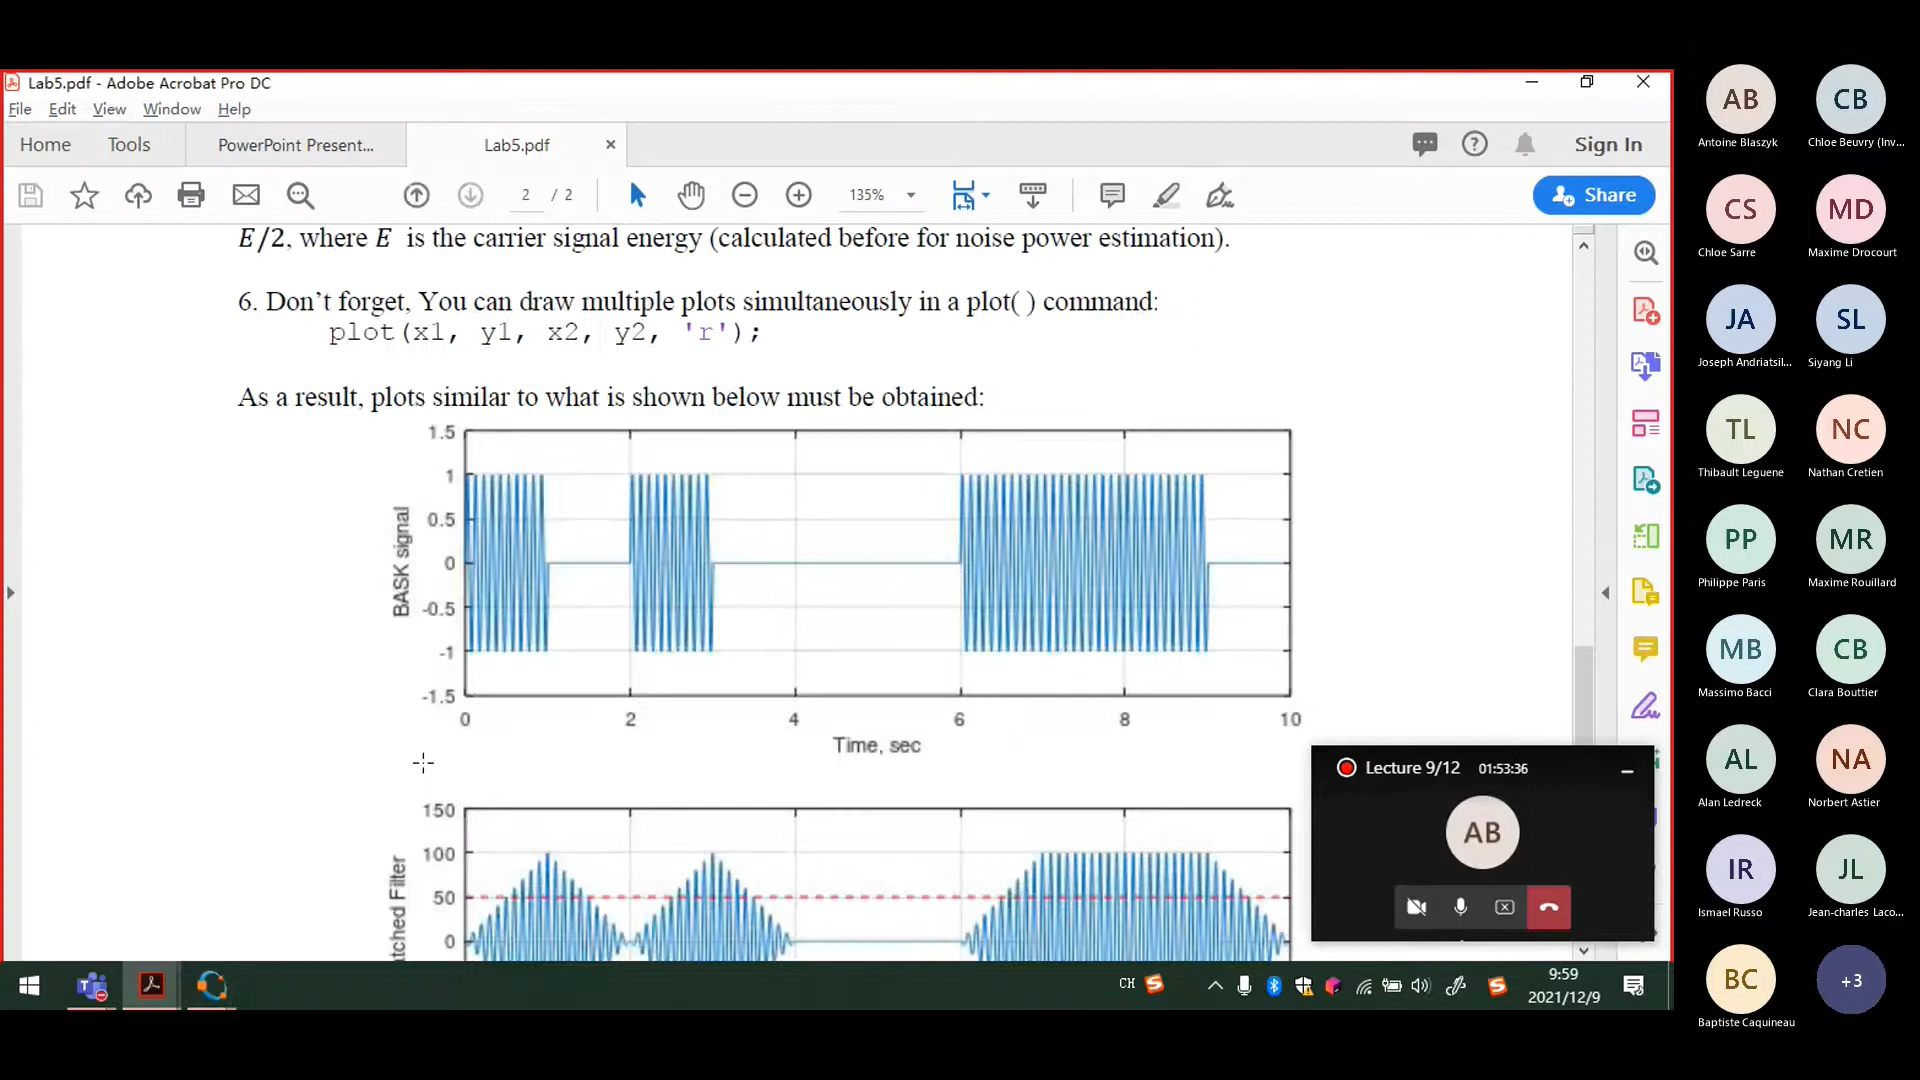 Lab5.pdf - Adobe Acrobat Pro DC
File Edit View Window Help
Home Tools PowerPoint Present... Lab5.pdf × Sign In
2 / 2 135% Share
E/2, where E is the carrier signal energy (calculated before for noise power estimation).
6. Don’t forget, You can draw multiple plots simultaneously in a plot( ) command:
plot(x1, y1, x2, y2, 'r');
As a result, plots similar to what is shown below must be obtained:
1.5
1
0.5
0
-0.5
-1
-1.5
BASK signal
0 2 4 6 8 10
Time, sec
150
100
50
0
atched Filter
Lecture 9/12 01:53:36
AB
CH
9:59
2021/12/9
AB CB
Antoine Blaszyk Chloe Beuvry (Inv...
CS MD
Chloe Sarre Maxime Drocourt
JA SL
Joseph Andriatsil... Siyang Li
TL NC
Thibault Leguene Nathan Cretien
PP MR
Philippe Paris Maxime Rouillard
MB CB
Massimo Bacci Clara Bouttier
AL NA
Alan Ledreck Norbert Astier
IR JL
Ismael Russo Jean-charles Laco...
BC +3
Baptiste Caquineau